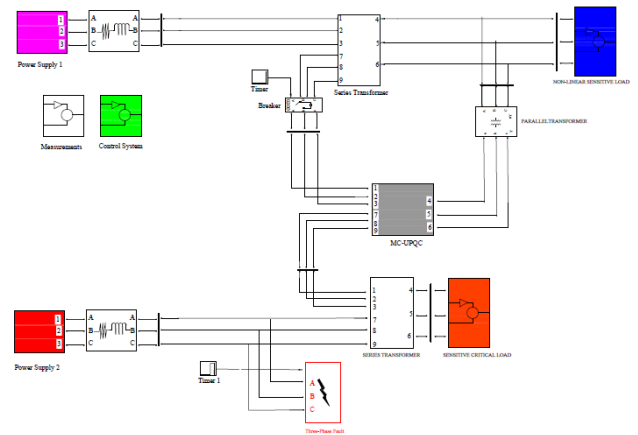 1 A A 1 4
2 B B 2
3 C C 3 5
7 6
8
9
Power Supply 1
Timer
Series Transformer
NON-LINEAR SENSITIVE LOAD
Breaker
PARALLEL TRANSFORMER
Measurements
Control System
1
2
3 4
7 5
8
9 6
MC-UPQC
1 4
2
3
7 5
8
9 6
1 A A
2 B B
3 C C
SERIES TRANSFORMER
SENSITIVE CRITICAL LOAD
Power Supply 2
Timer 1
A
B
C
Three-Phase Fault